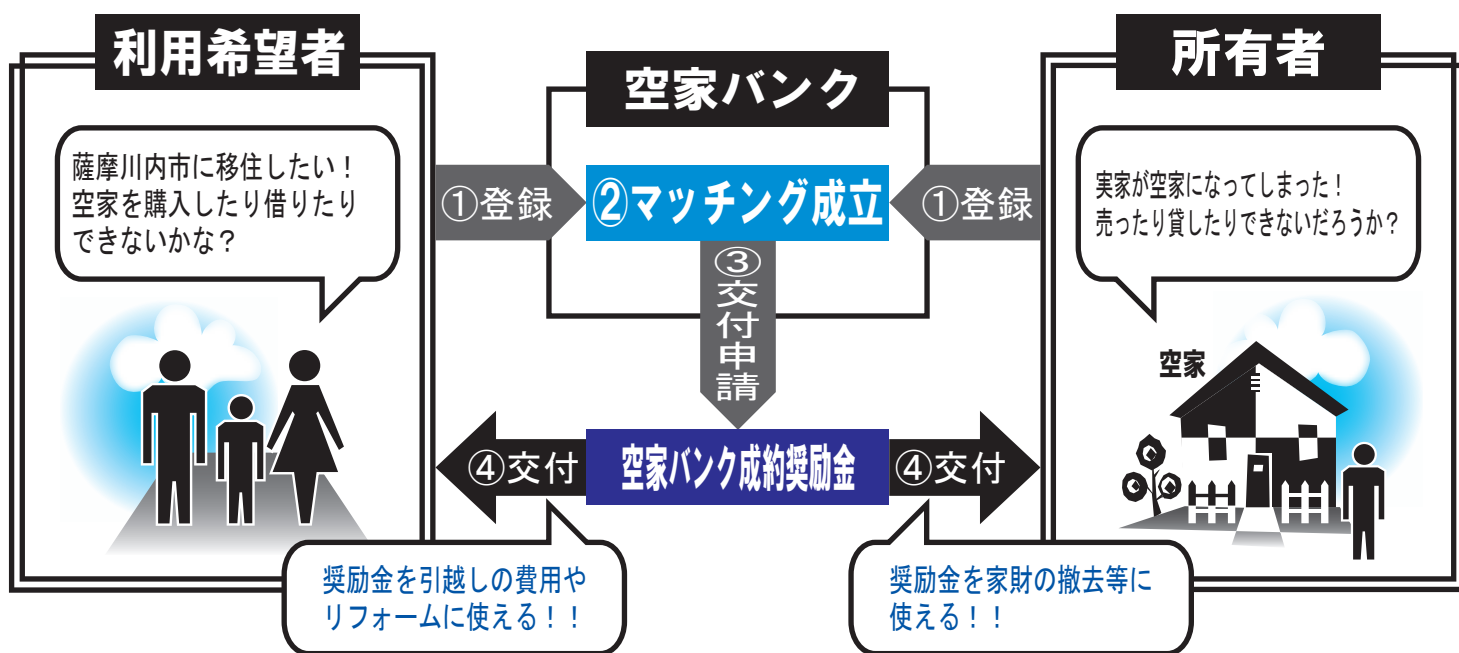 利用希望者
薩摩川内市に移住したい！
空家を購入したり借りたり
できないかな？
①登録
空家バンク
②マッチング成立
①登録
所有者
実家が空家になってしまった！
売ったり貸したりできないだろうか？
空家
③交付申請
④交付
空家バンク成約奨励金
④交付
奨励金を引越しの費用や
リフォームに使える！！
奨励金を家財の撤去等に
使える！！